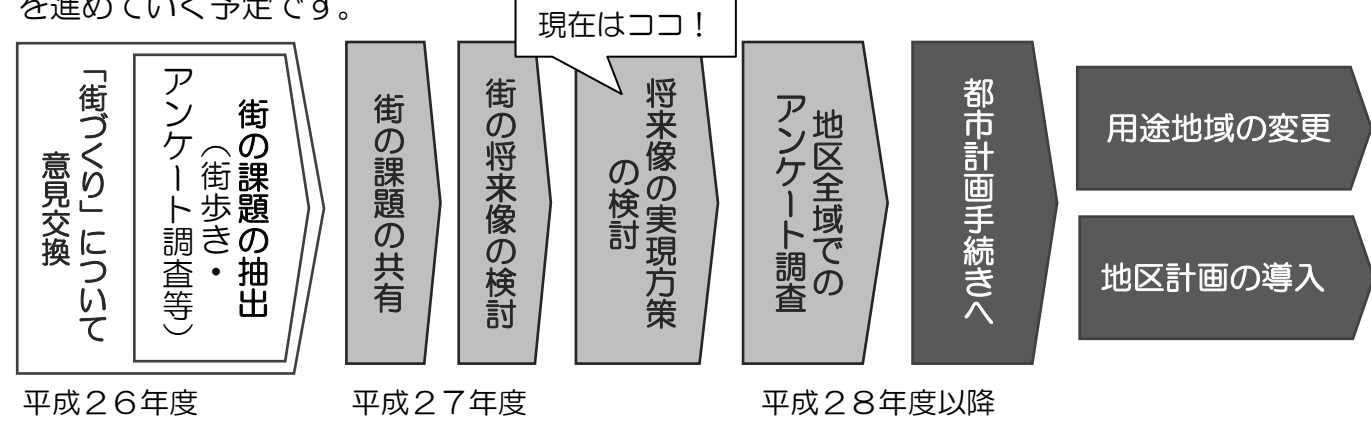 を進めていく予定です。
現在はココ！
「街づくり」について
意見交換
街の課題の抽出
（街歩き・
アンケート調査等）
街の課題の共有
街の将来像の検討
将来像の実現方策
の検討
地区全域での
アンケート調査
都市計画手続きへ
用途地域の変更
地区計画の導入
平成２６年度
平成２７年度
平成２８年度以降